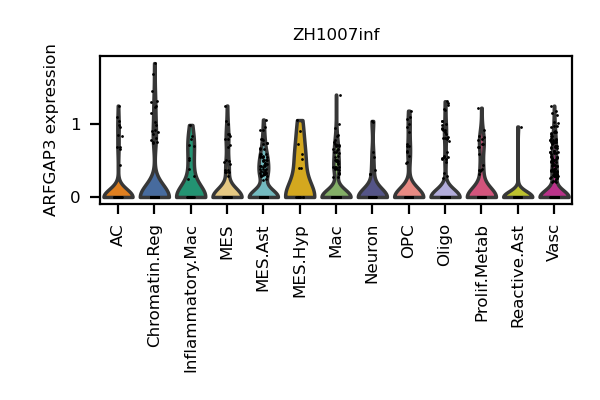 ZH1007inf
ARFGAP3 expression
1
0
AC
Chromatin.Reg
Inflammatory.Mac
MES
MES.Ast
MES.Hyp
Mac
Neuron
OPC
Oligo
Prolif.Metab
Reactive.Ast
Vasc